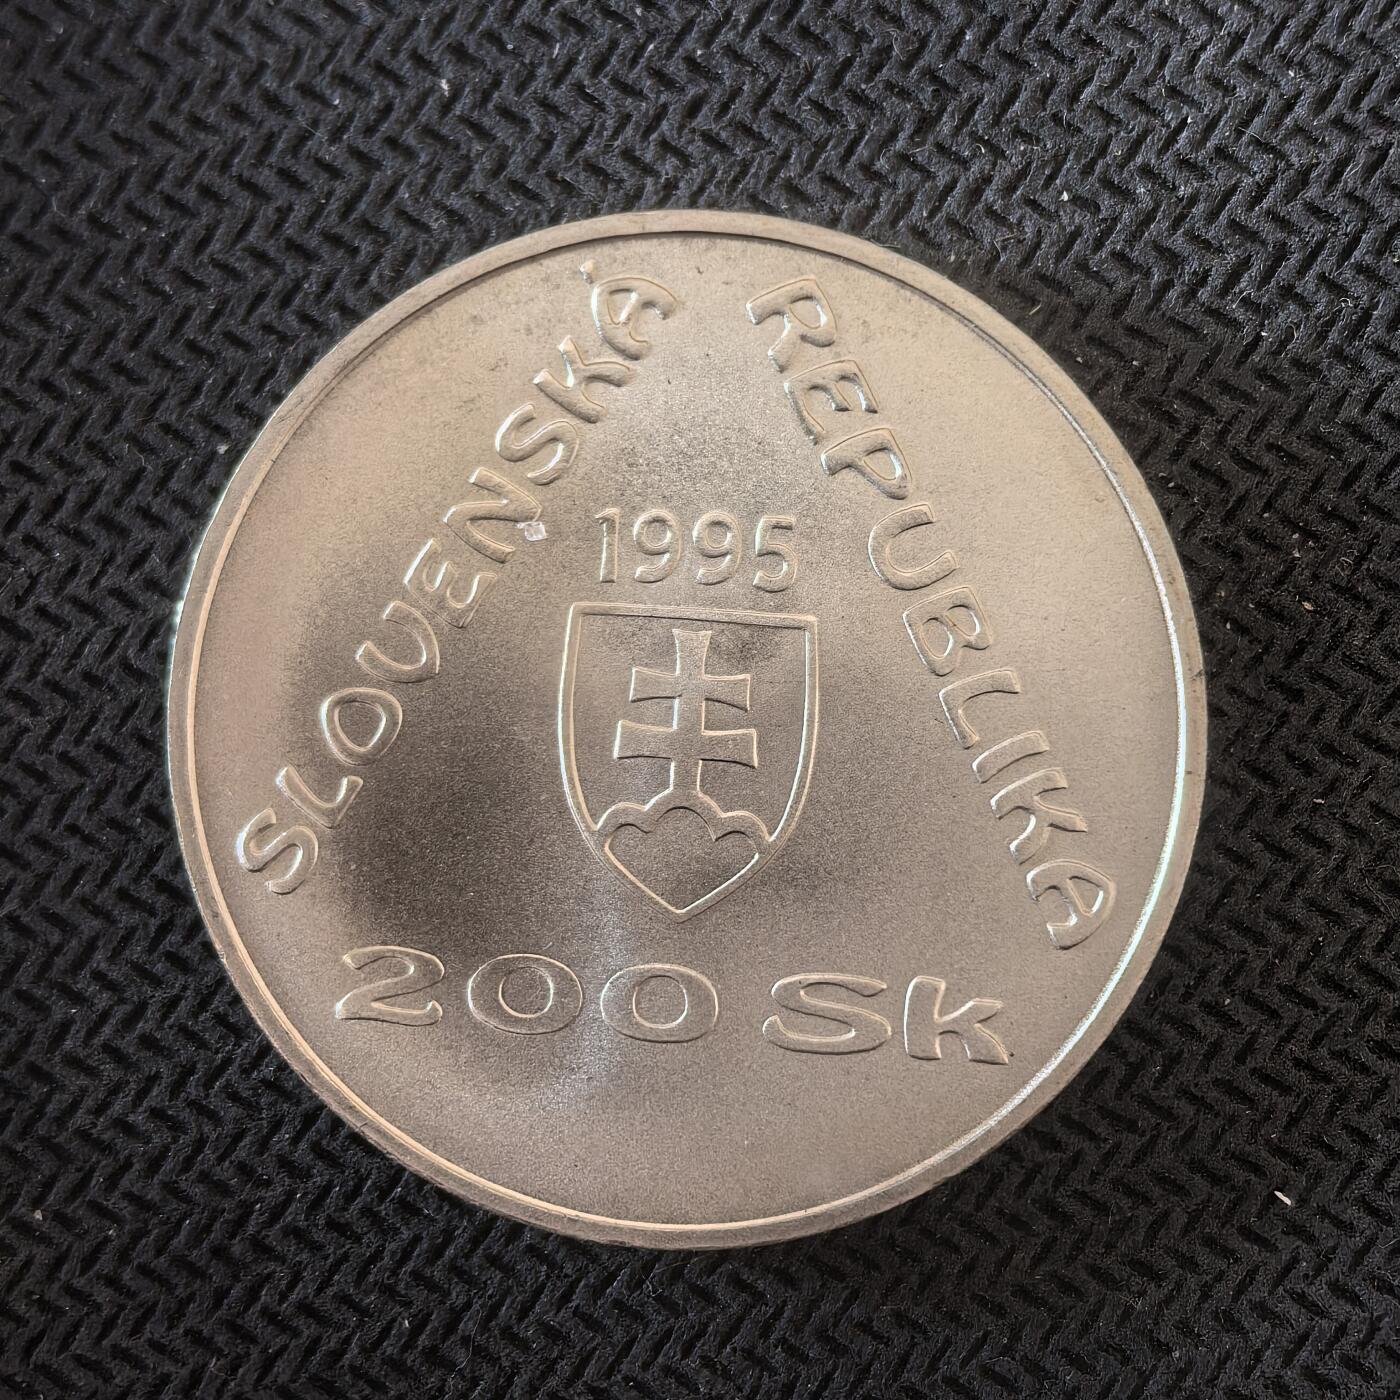 SLOVENSKÁ REPUBLIKA
1995
200 Sk